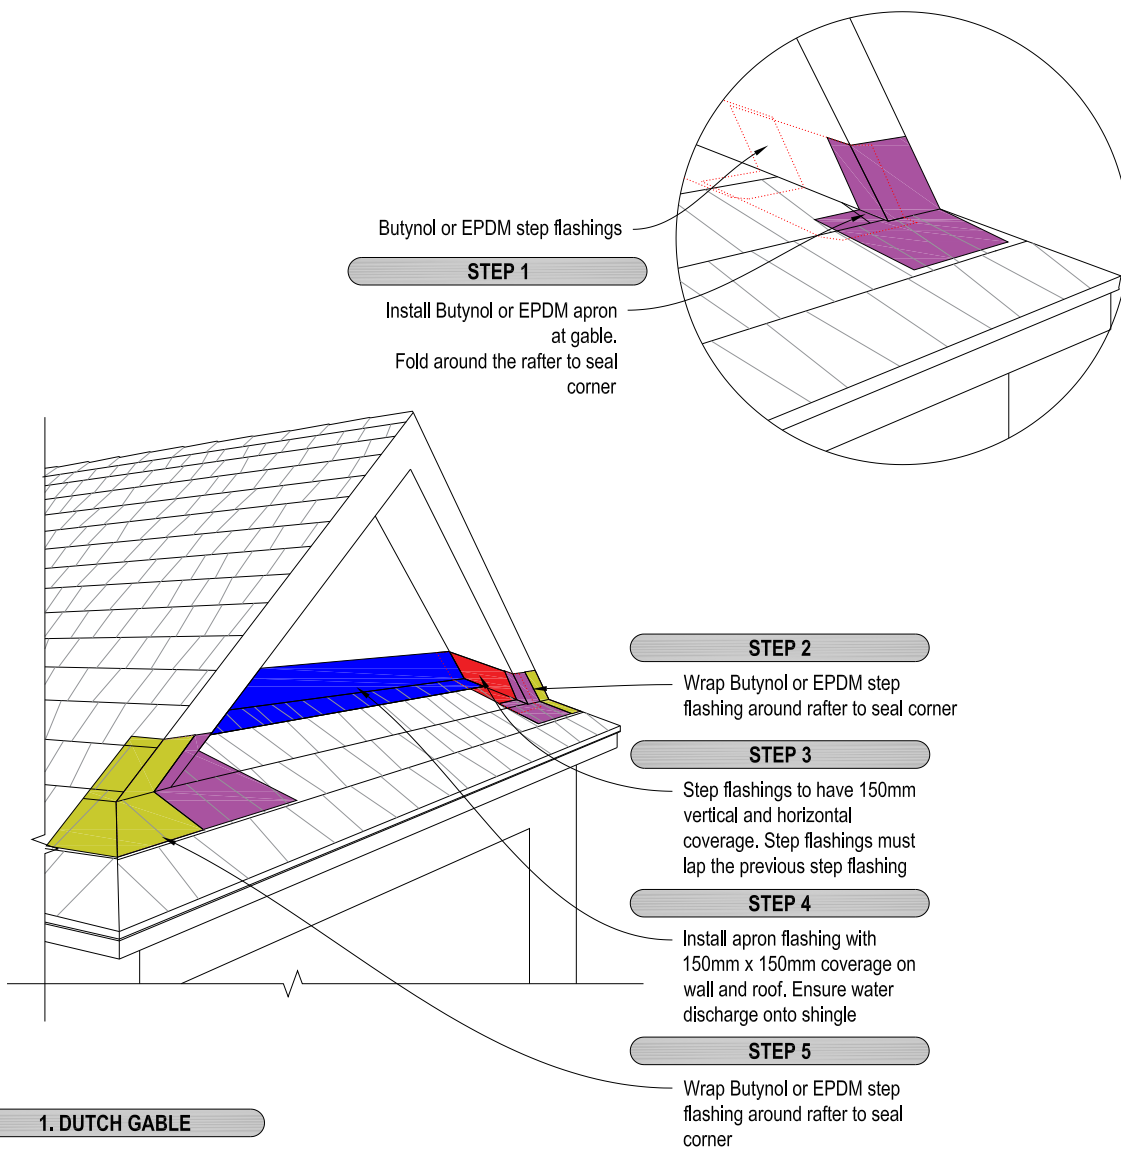 Butynol or EPDM step flashings
STEP 1
Install Butynol or EPDM apron
at gable.
Fold around the rafter to seal
corner
STEP 2
Wrap Butynol or EPDM step
flashing around rafter to seal corner
STEP 3
Step flashings to have 150mm
vertical and horizontal
coverage. Step flashings must
lap the previous step flashing
STEP 4
Install apron flashing with
150mm x 150mm coverage on
wall and roof. Ensure water
discharge onto shingle
STEP 5
Wrap Butynol or EPDM step
flashing around rafter to seal
corner
1. DUTCH GABLE